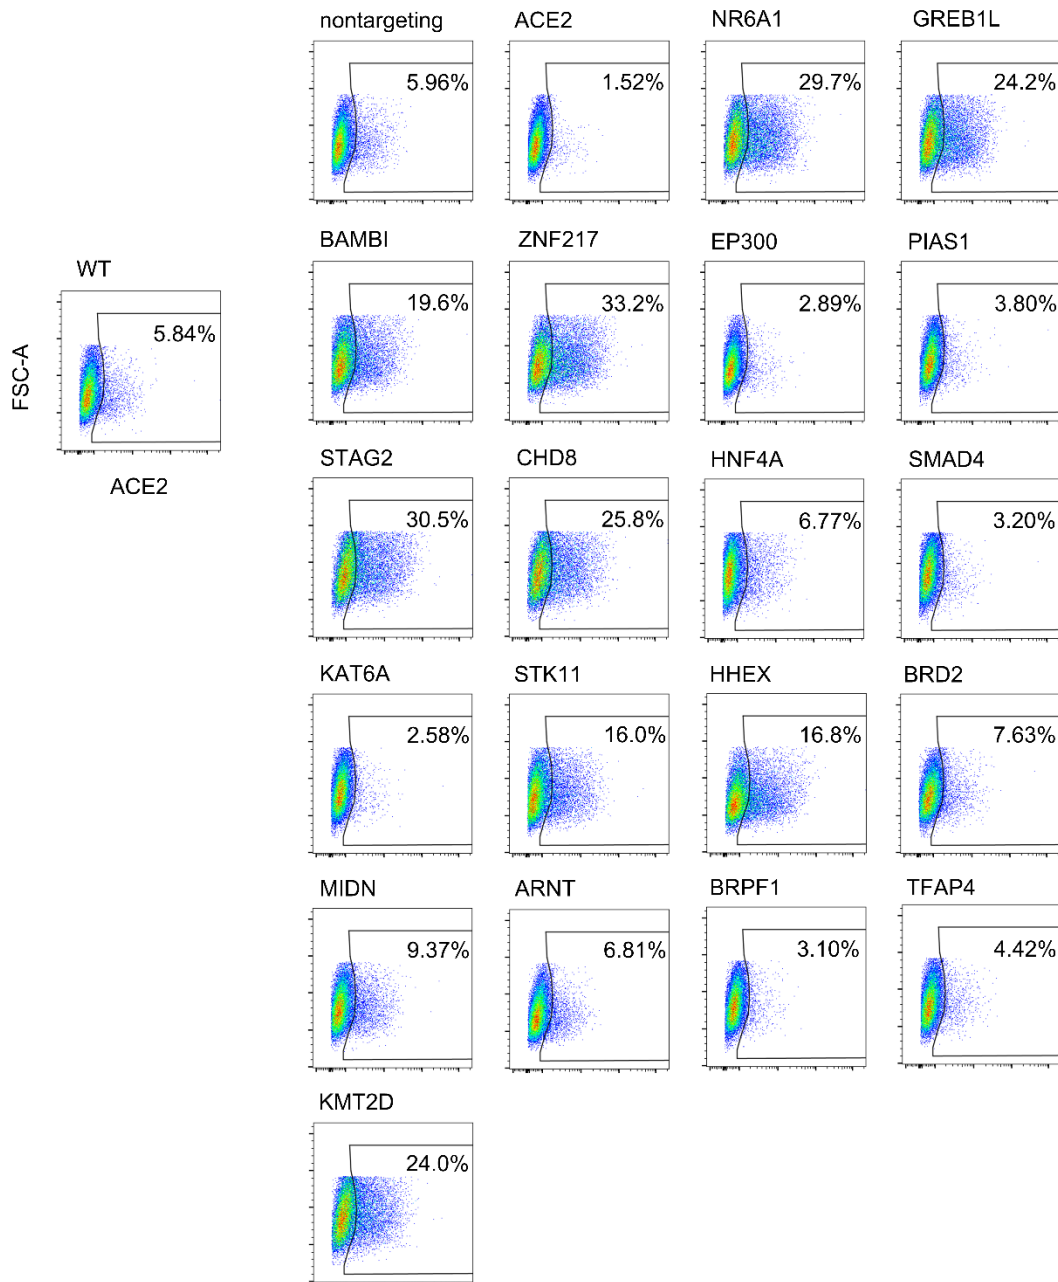 nontargeting ACE2 NR6A1 GREB1L
5.96% 1.52% 29.7% 24.2%
BAMBI ZNF217 EP300 PIAS1
WT
19.6% 33.2% 2.89% 3.80%
5.84%
FSC-A
STAG2 CHD8 HNF4A SMAD4
ACE2
30.5% 25.8% 6.77% 3.20%
KAT6A STK11 HHEX BRD2
2.58% 16.0% 16.8% 7.63%
MIDN ARNT BRPF1 TFAP4
9.37% 6.81% 3.10% 4.42%
KMT2D
24.0%